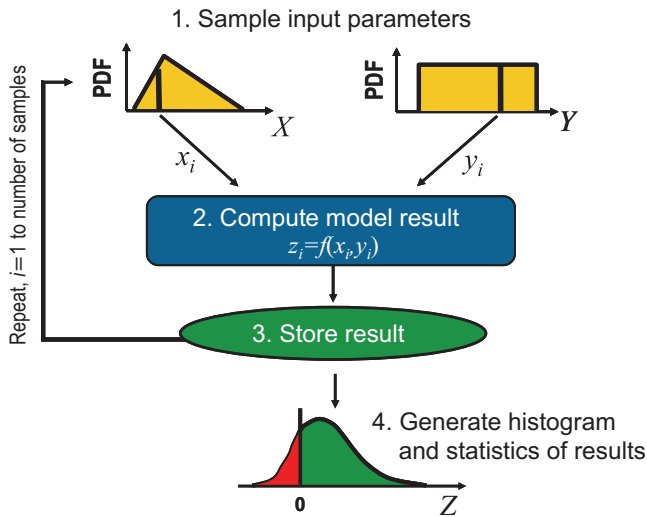 1. Sample input parameters
PDF
X
PDF
Y
xᵢ
yᵢ
Repeat, i=1 to number of samples
2. Compute model result
zᵢ=f(xᵢ,yᵢ)
3. Store result
4. Generate histogram
and statistics of results
0
Z